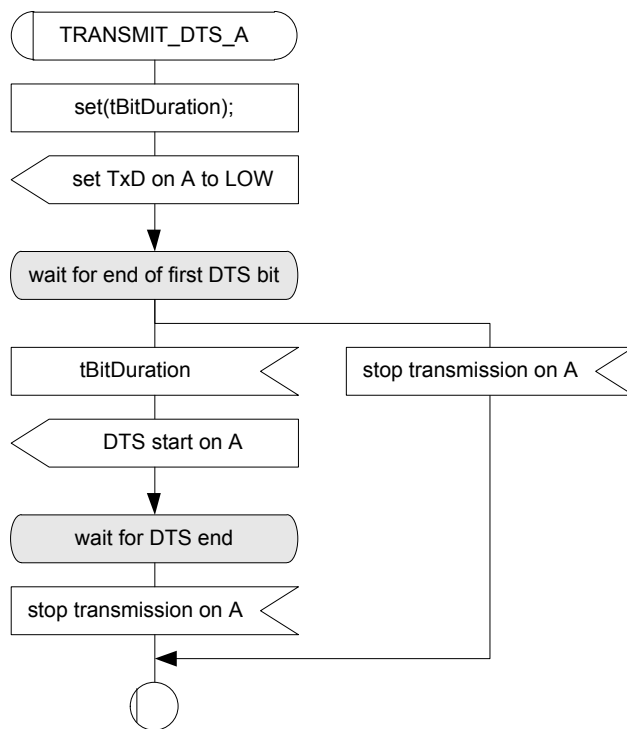 TRANSMIT_DTS_A
set(tBitDuration);
set TxD on A to LOW
wait for end of first DTS bit
tBitDuration
stop transmission on A
DTS start on A
wait for DTS end
stop transmission on A